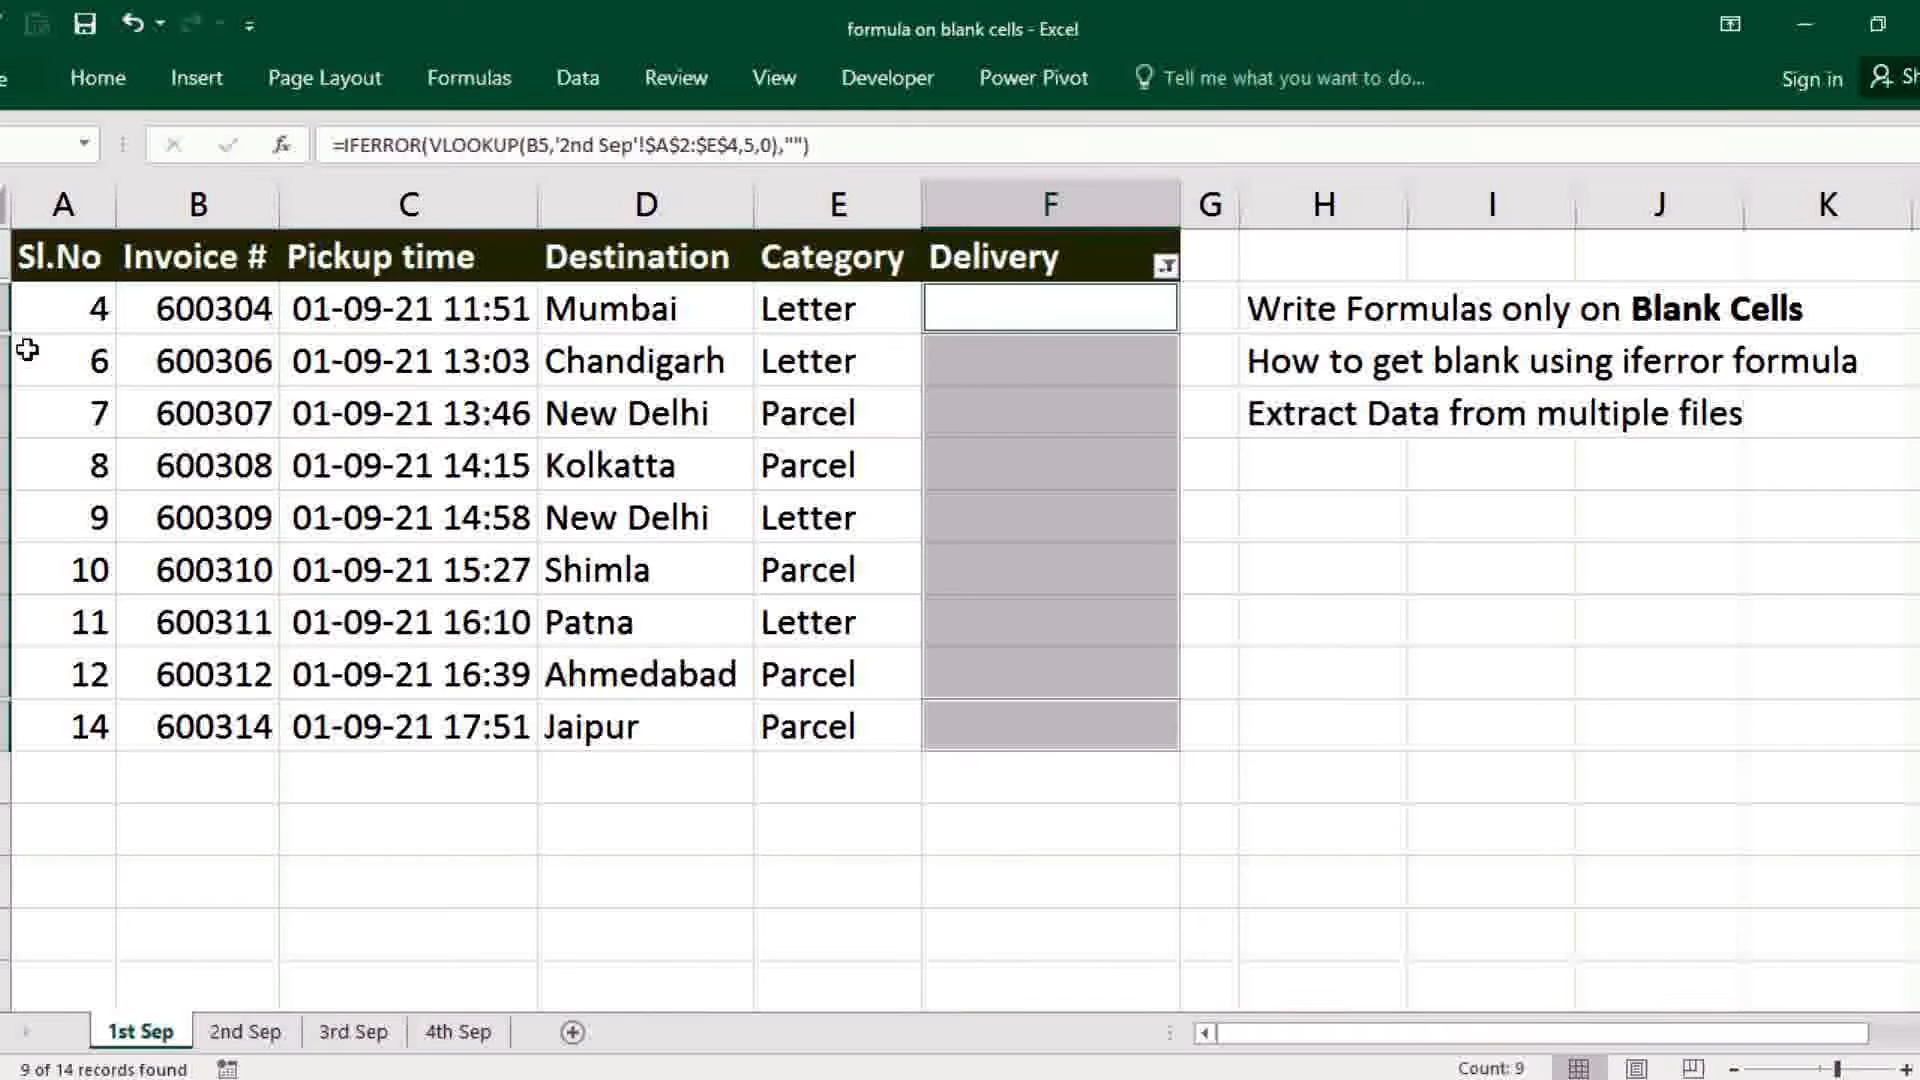 formula on blank cells - Excel
Home Insert Page Layout Formulas Data Review View Developer Power Pivot Tell me what you want to do... Sign in
fx =IFERROR(VLOOKUP(B5,'2nd Sep'!$A$2:$E$4,5,0),"")
A B C D E F G H I J K
Sl.No Invoice # Pickup time Destination Category Delivery
4 600304 01-09-21 11:51 Mumbai Letter Write Formulas only on Blank Cells
6 600306 01-09-21 13:03 Chandigarh Letter How to get blank using iferror formula
7 600307 01-09-21 13:46 New Delhi Parcel Extract Data from multiple files
8 600308 01-09-21 14:15 Kolkatta Parcel
9 600309 01-09-21 14:58 New Delhi Letter
10 600310 01-09-21 15:27 Shimla Parcel
11 600311 01-09-21 16:10 Patna Letter
12 600312 01-09-21 16:39 Ahmedabad Parcel
14 600314 01-09-21 17:51 Jaipur Parcel
1st Sep 2nd Sep 3rd Sep 4th Sep
9 of 14 records found Count: 9